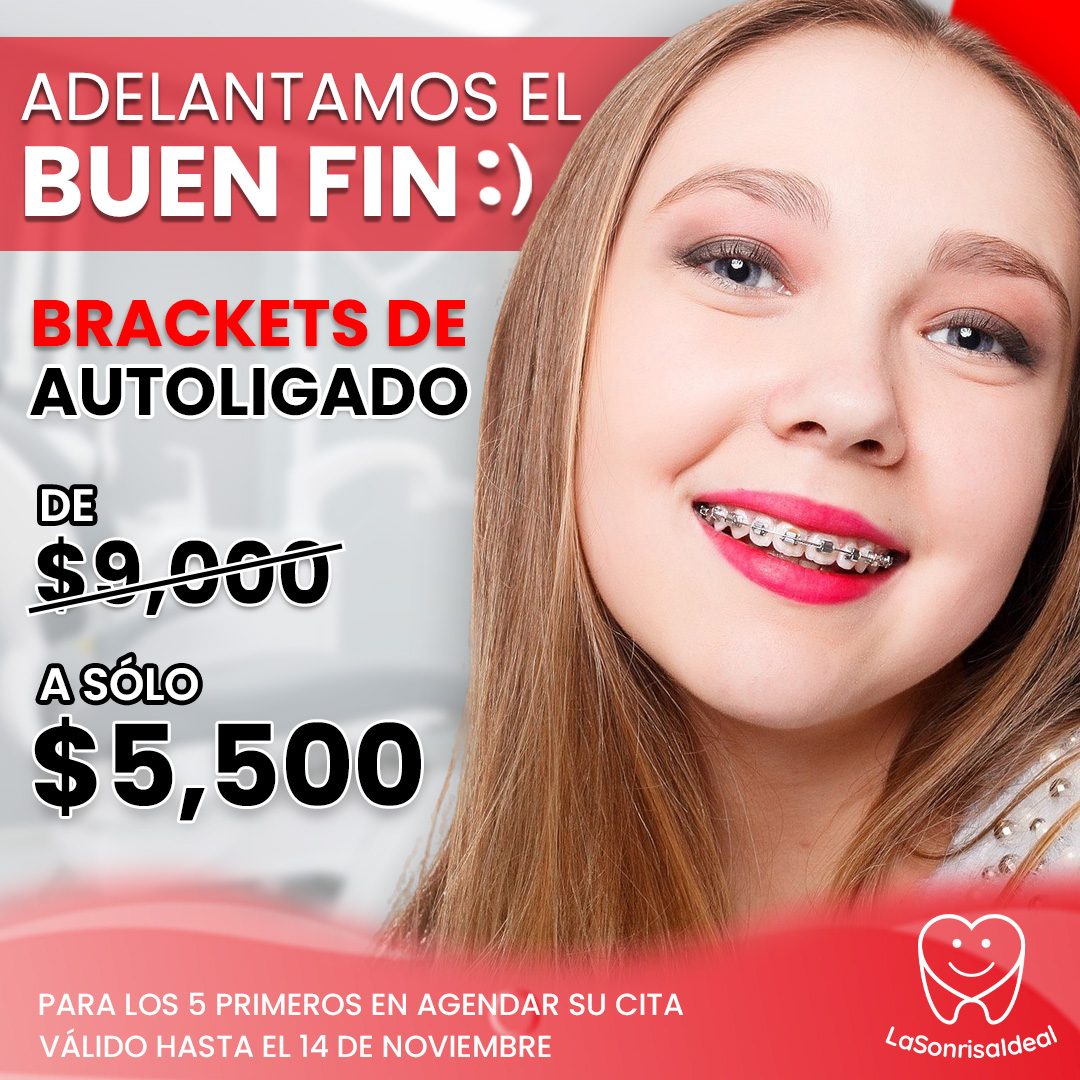 ADELANTAMOS EL
BUEN FIN :)
BRACKETS DE
AUTOLIGADO
DE
$9,000
A SÓLO
$5,500
PARA LOS 5 PRIMEROS EN AGENDAR SU CITA
VÁLIDO HASTA EL 14 DE NOVIEMBRE
LaSonrisaIdeal